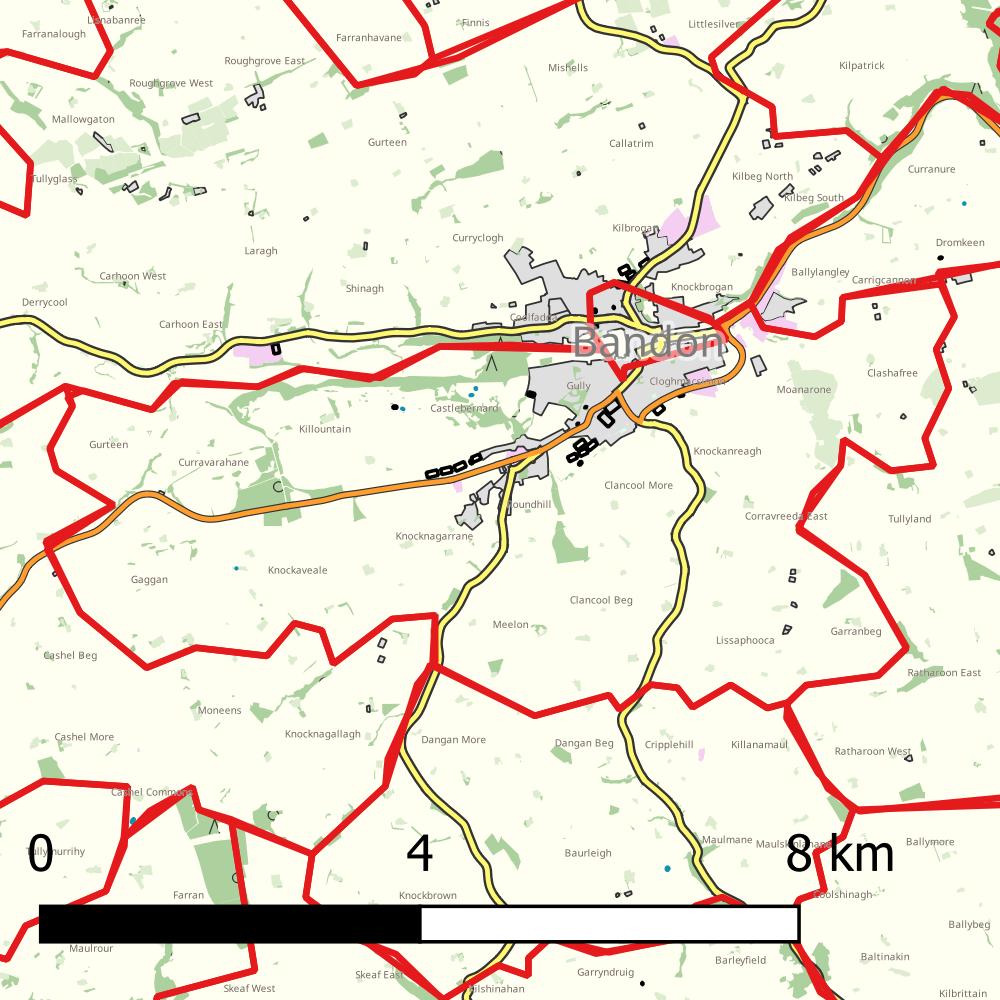 Lisnabanree
Farranalough
Finnis
Littlesilver
Farranhavane
Roughgrove East
Mishells
Kilpatrick
Roughgrove West
Mallowgaton
Gurteen
Callatrim
Tullyglass
Kilbeg North
Curranure
Kilbeg South
Kilbrogan
Curryclogh
Laragh
Dromkeen
Carhoon West
Ballylangley
Carrigcannon
Shinagh
Knockbrogan
Derrycool
Coolfadda
Carhoon East
Bandon
Gully
Cloghmacsimon
Clashafree
Moanarone
Castlebernard
Killountain
Gurteen
Curravarahane
Knockanreagh
Clancool More
Roundhill
Corravreeda East
Tullyland
Knocknagarrane
Gaggan
Knockaveale
Clancool Beg
Meelon
Garranbeg
Lissaphooca
Cashel Beg
Ratharoon East
Moneens
Knocknagallagh
Cashel More
Dangan More
Dangan Beg
Cripplehill
Killanamaul
Ratharoon West
Cashel Commons
Maulmane
Ballymore
0
4
8 km
Baurleigh
Farran
Knockbrown
Coolshinagh
Ballybeg
Maulrour
Baltinakin
Barleyfield
Skeaf East
Garryndruig
Skeaf West
Kilshinahan
Kilbrittain